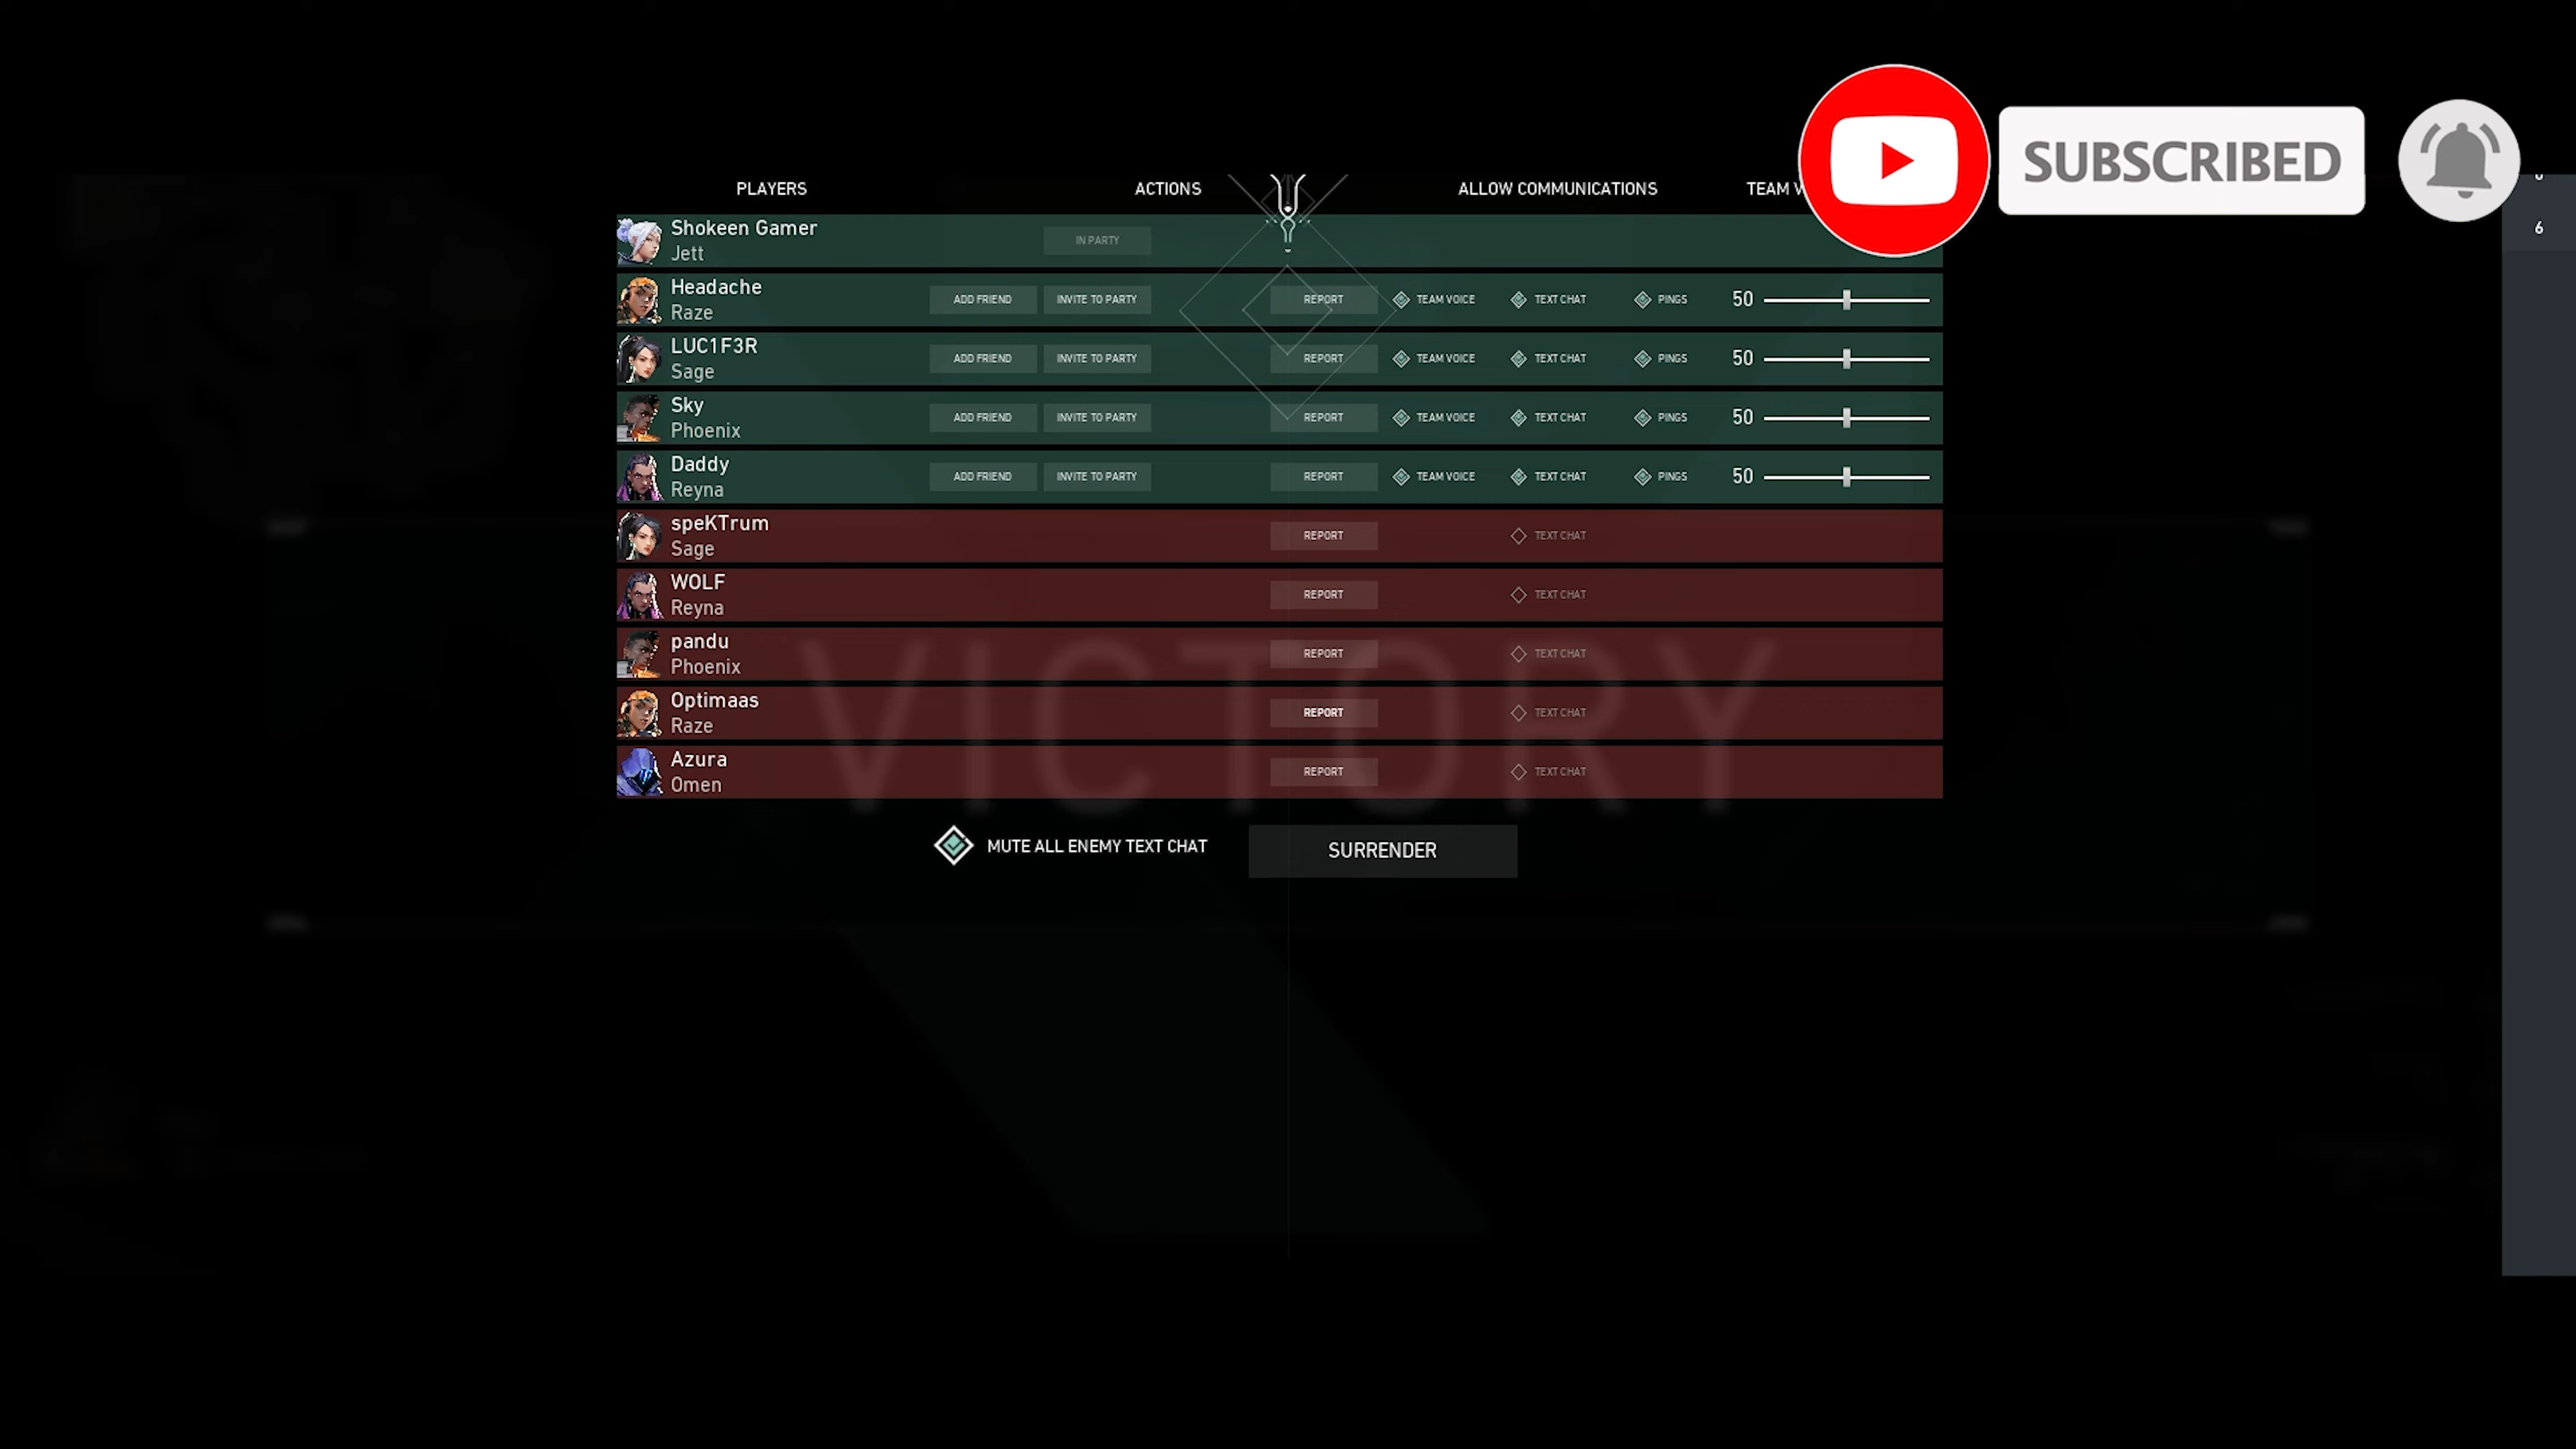 SUBSCRIBED
PLAYERS ACTIONS ALLOW COMMUNICATIONS TEAM
6
Shokeen Gamer
Jett
IN PARTY
Headache
Raze
ADD FRIEND INVITE TO PARTY REPORT TEAM VOICE TEXT CHAT PINGS 50
LUC1F3R
Sage
ADD FRIEND INVITE TO PARTY REPORT TEAM VOICE TEXT CHAT PINGS 50
Sky
Phoenix
ADD FRIEND INVITE TO PARTY REPORT TEAM VOICE TEXT CHAT PINGS 50
Daddy
Reyna
ADD FRIEND INVITE TO PARTY REPORT TEAM VOICE TEXT CHAT PINGS 50
speKTrum
Sage
REPORT TEXT CHAT
WOLF
Reyna
REPORT TEXT CHAT
pandu
Phoenix
REPORT TEXT CHAT
VICTORY
Optimaas
Raze
REPORT TEXT CHAT
Azura
Omen
REPORT TEXT CHAT
MUTE ALL ENEMY TEXT CHAT SURRENDER